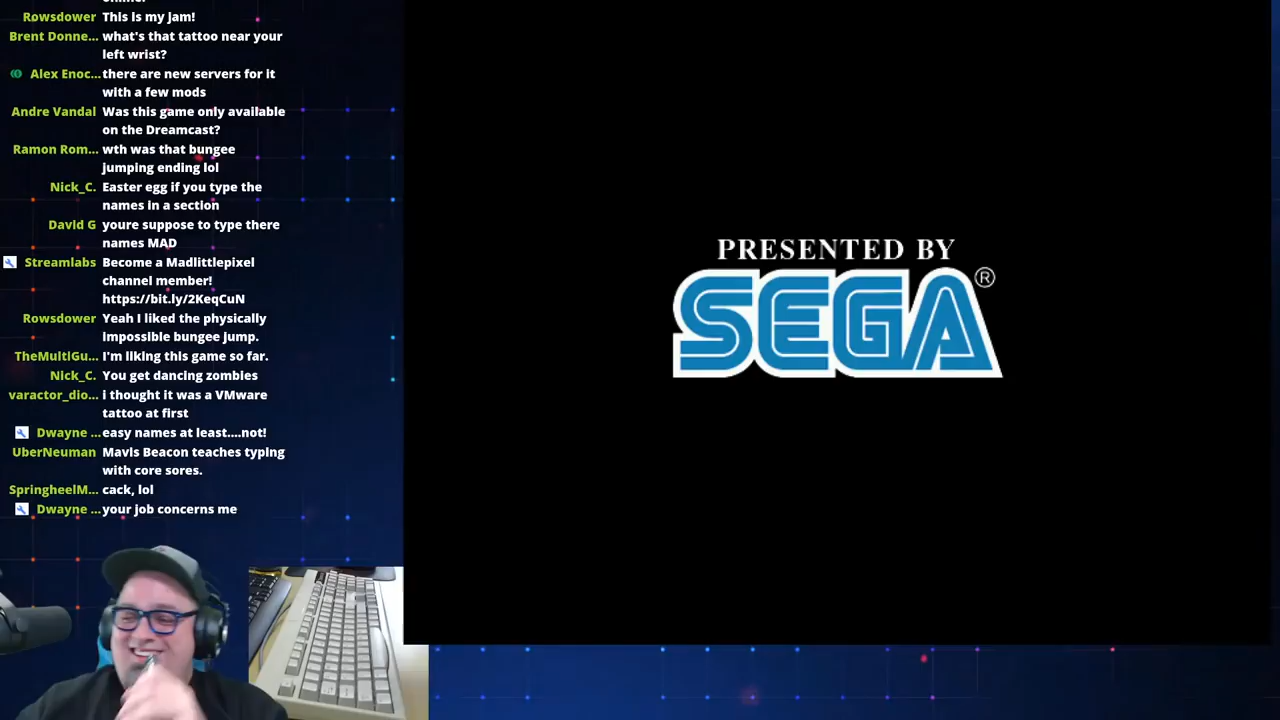 Rowsdower This is my jam!
Brent Donne... what's that tattoo near your
left wrist?
Alex Enoc... there are new servers for it
with a few mods
Andre Vandal Was this game only available
on the Dreamcast?
Ramon Rom... wth was that bungee
jumping ending lol
Nick_C. Easter egg if you type the
names in a section
David G youre suppose to type there
names MAD
Streamlabs Become a Madlittlepixel
channel member!
https://bit.ly/2KeqCuN
Rowsdower Yeah I liked the physically
impossible bungee jump.
TheMultiGu... I'm liking this game so far.
Nick_C. You get dancing zombies
varactor_dio... i thought it was a VMware
tattoo at first
Dwayne ... easy names at least....not!
UberNeuman Mavis Beacon teaches typing
with core sores.
SpringheelM... cack, lol
Dwayne ... your job concerns me
PRESENTED BY
SEGA®